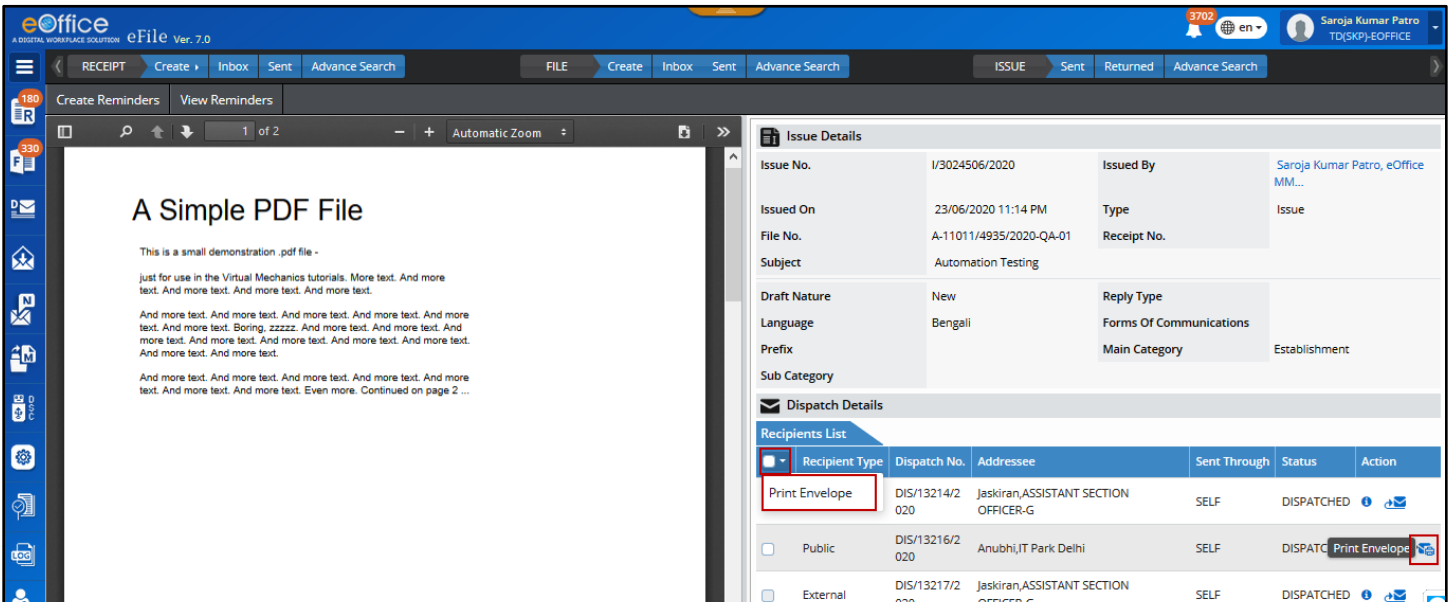 eOffice
A DIGITAL WORKPLACE SOLUTION eFile Ver. 7.0
3702
en
Saroja Kumar Patro
TD(SKP)-EOFFICE
RECEIPT Create Inbox Sent Advance Search FILE Create Inbox Sent Advance Search ISSUE Sent Returned Advance Search
180
R
Create Reminders View Reminders
330
F
1 of 2
Automatic Zoom
D
N
M
DSC
LOG
A Simple PDF File
This is a small demonstration .pdf file -
just for use in the Virtual Mechanics tutorials. More text. And more
text. And more text. And more text. And more text.
And more text. And more text. And more text. And more text. And more
text. And more text. Boring, zzzzz. And more text. And more text. And
more text. And more text. And more text. And more text. And more text.
And more text. And more text.
And more text. And more text. And more text. And more text. And more
text. And more text. And more text. Even more. Continued on page 2 ...
Issue Details
Issue No. I/3024506/2020 Issued By Saroja Kumar Patro, eOffice
MM...
Issued On 23/06/2020 11:14 PM Type Issue
File No. A-11011/4935/2020-QA-01 Receipt No.
Subject Automation Testing
Draft Nature New Reply Type
Language Bengali Forms Of Communications
Prefix Main Category Establishment
Sub Category
Dispatch Details
Recipients List
Recipient Type Dispatch No. Addressee Sent Through Status Action
Print Envelope DIS/13214/2
020 Jaskiran,ASSISTANT SECTION
OFFICER-G SELF DISPATCHED
Public DIS/13216/2
020 Anubhi,IT Park Delhi SELF DISPATC Print Envelope
External DIS/13217/2
020 Jaskiran,ASSISTANT SECTION
OFFICER-G SELF DISPATCHED